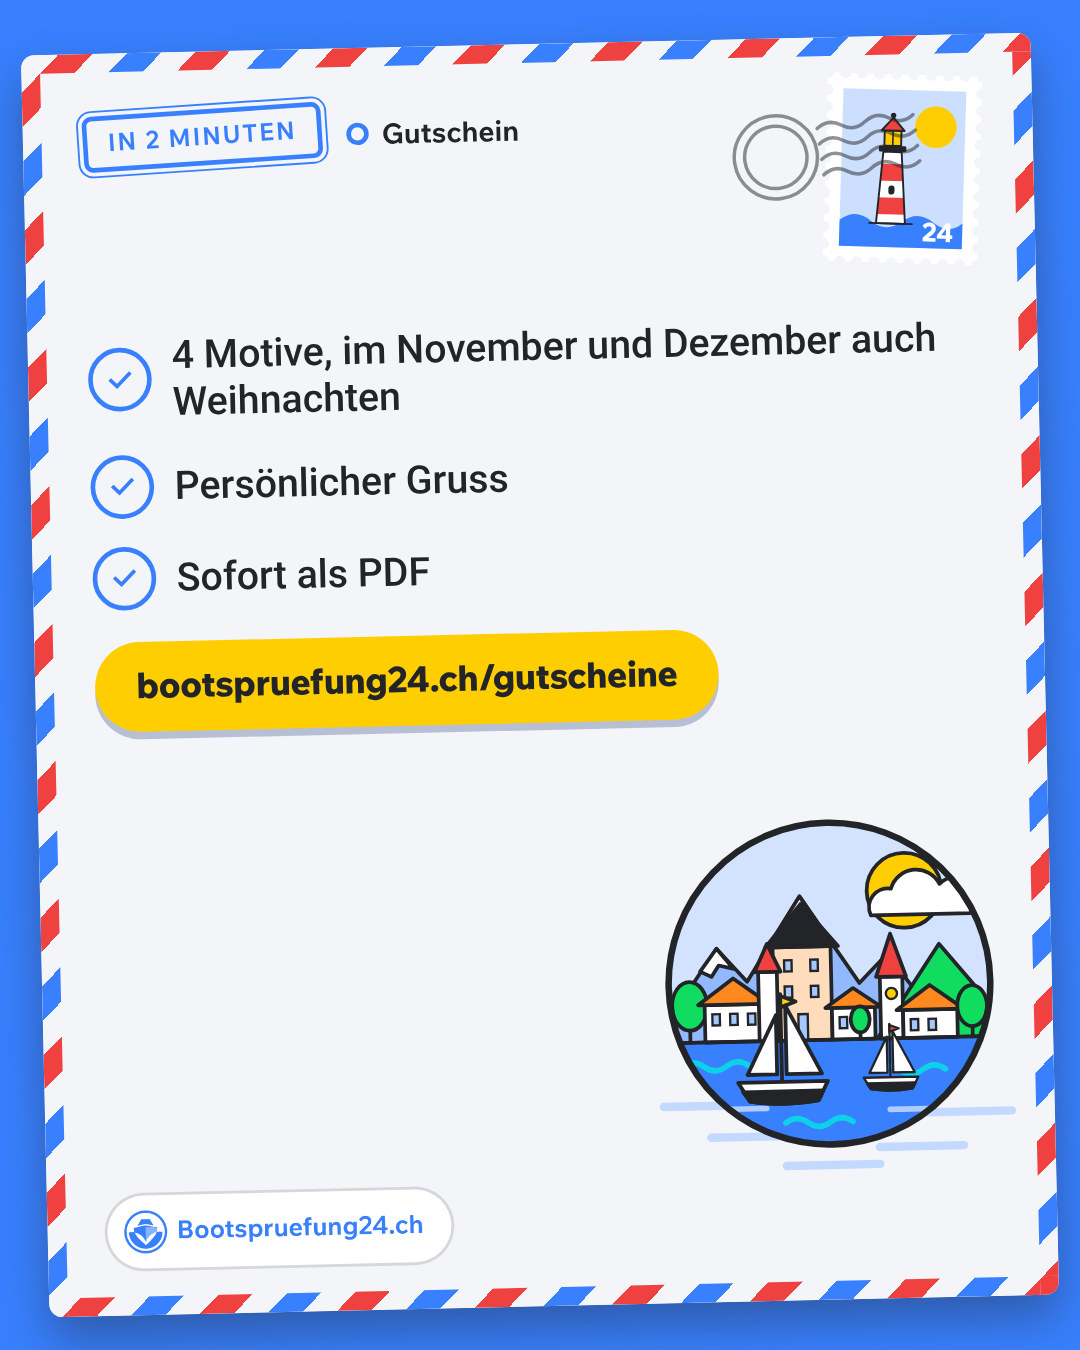 IN 2 MINUTEN
Gutschein
24
4 Motive, im November und Dezember auch
Weihnachten
Persönlicher Gruss
Sofort als PDF
bootspruefung24.ch/gutscheine
Bootspruefung24.ch